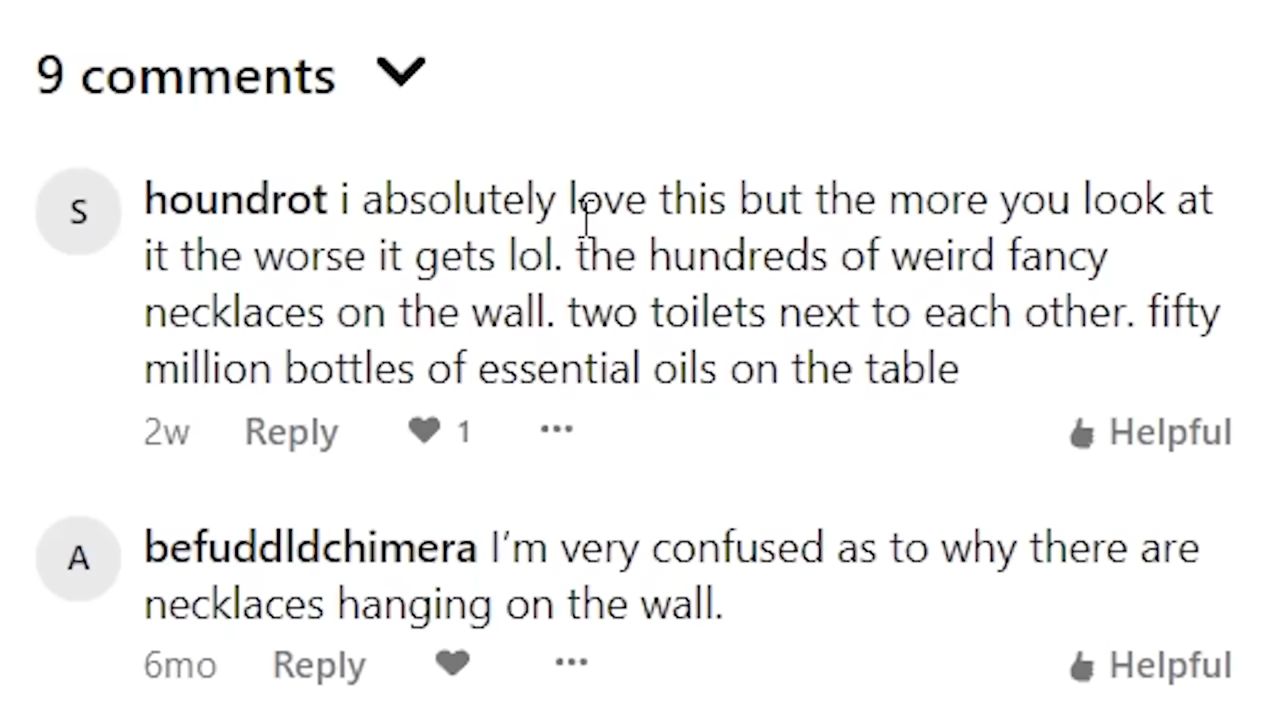 9 comments
S
houndrot i absolutely love this but the more you look at
it the worse it gets lol. the hundreds of weird fancy
necklaces on the wall. two toilets next to each other. fifty
million bottles of essential oils on the table
2w Reply 1 ••• Helpful
A
befuddldchimera I’m very confused as to why there are
necklaces hanging on the wall.
6mo Reply ••• Helpful